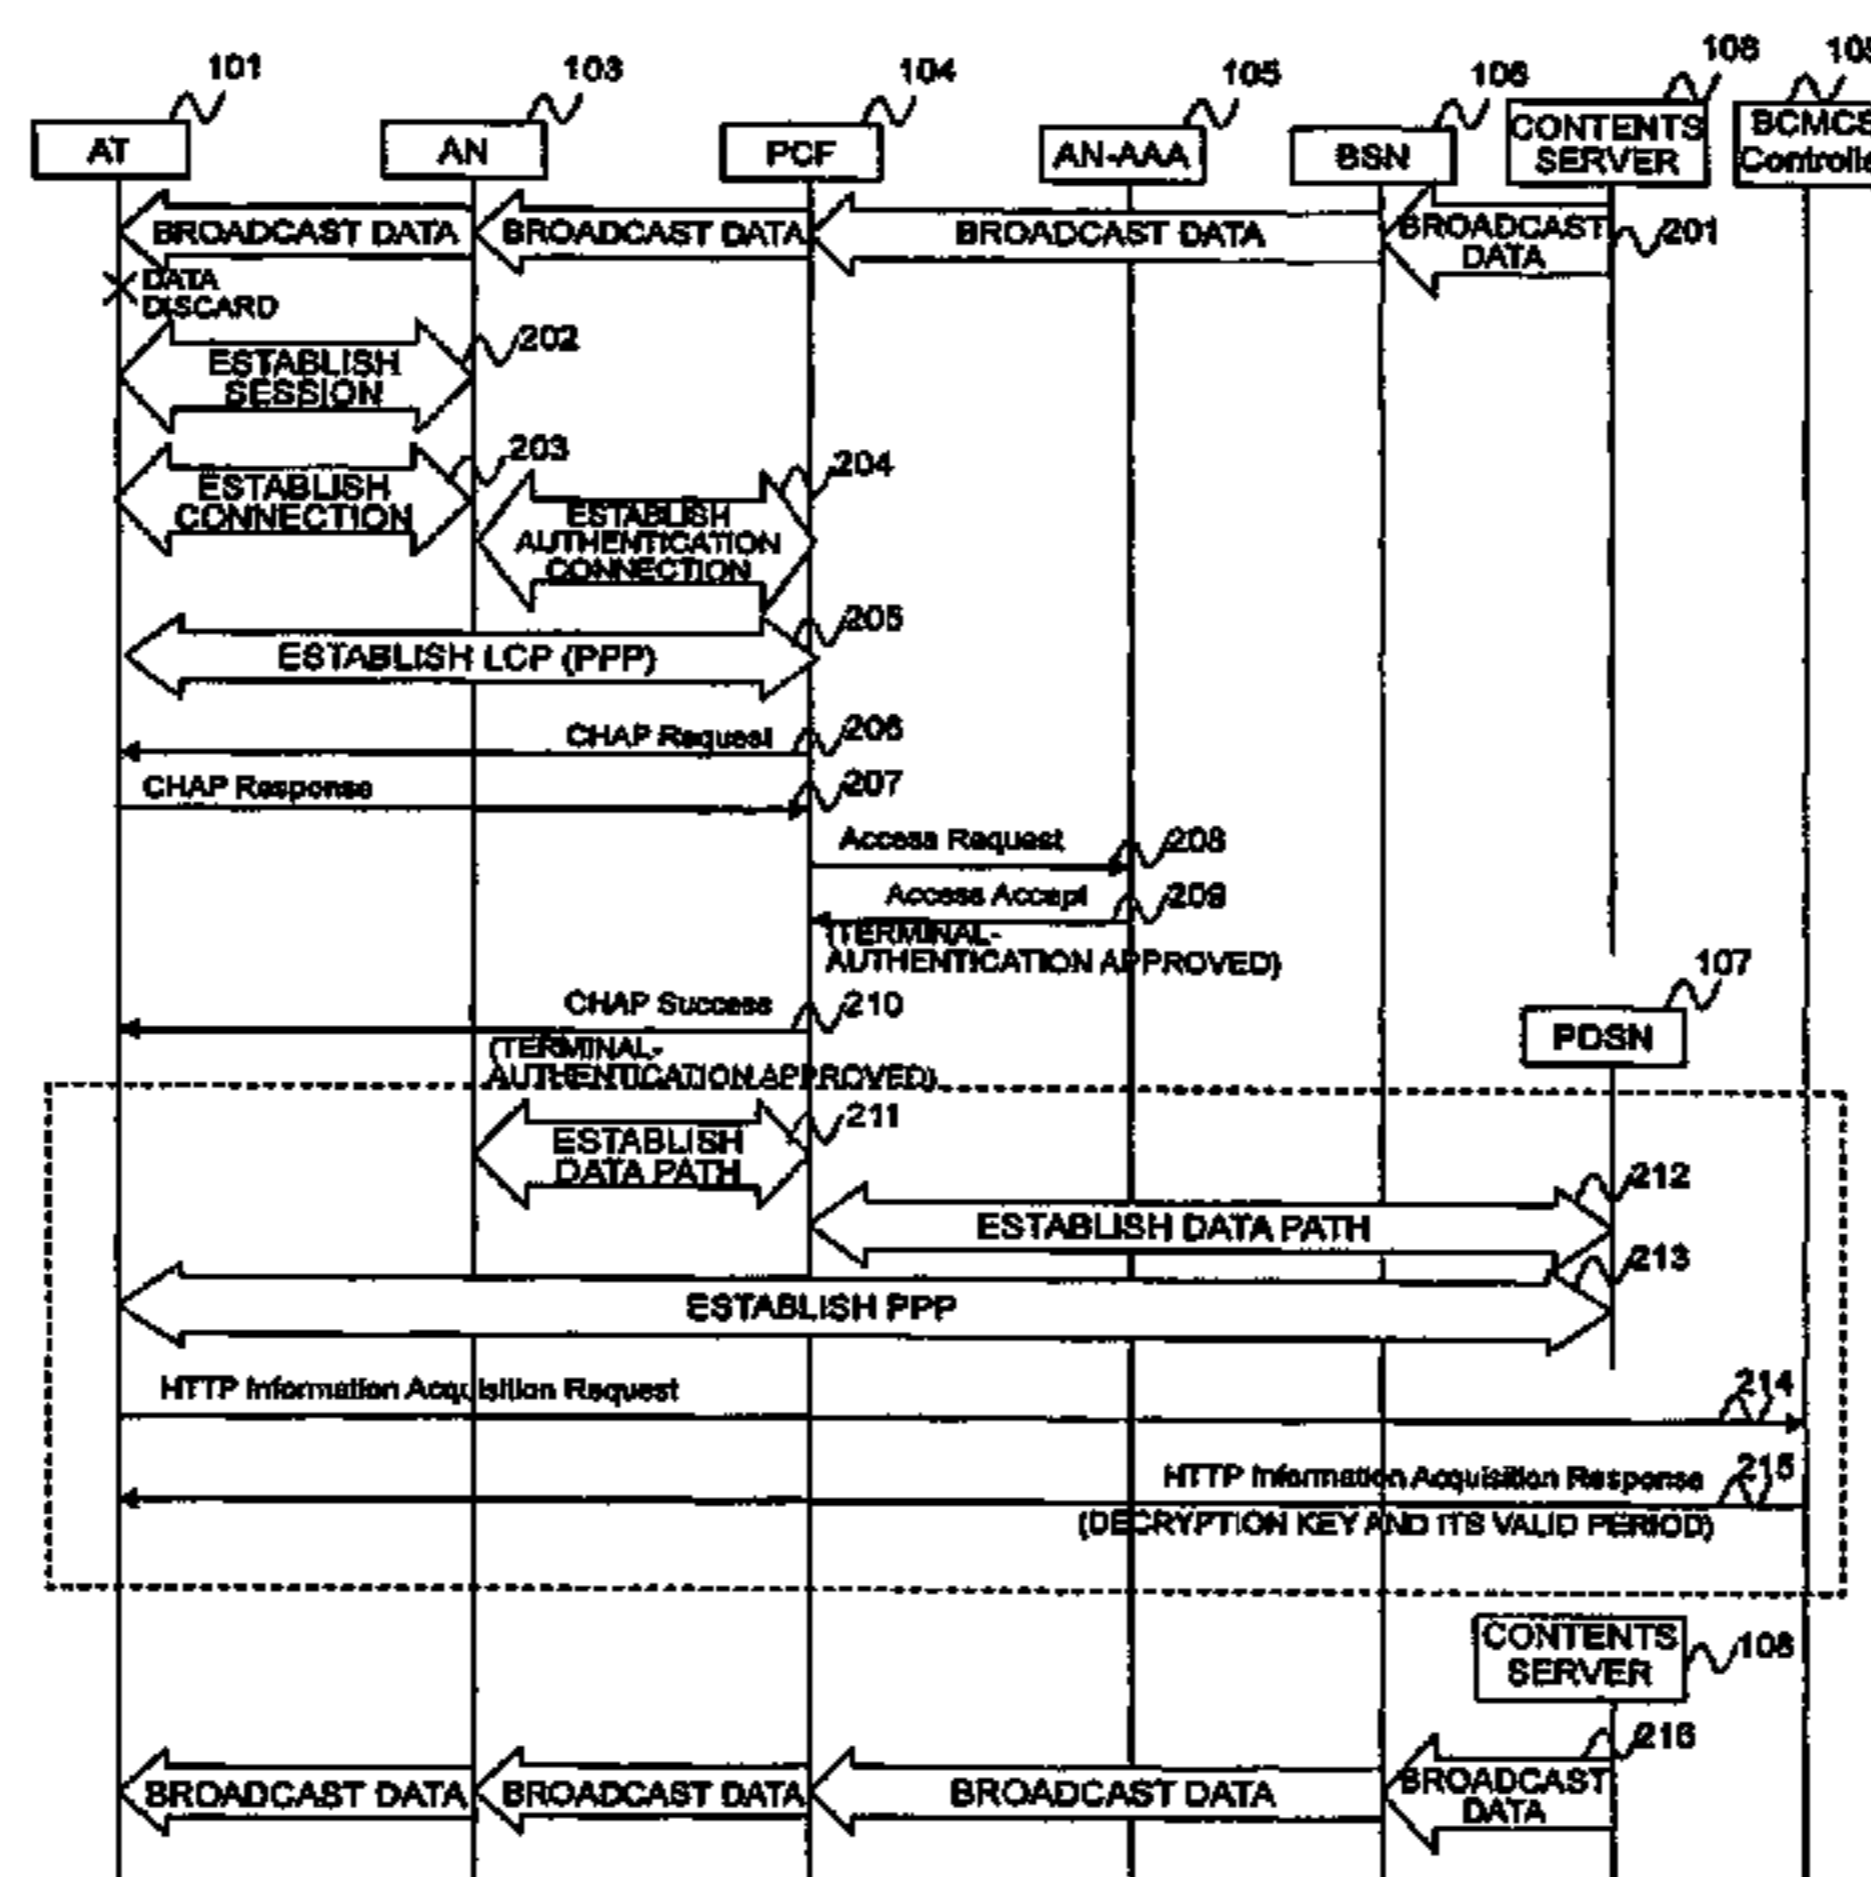 101
103
104
105
106
108
AT
AN
PCF
AN-AAA
BSN
CONTENTS
SERVER
BCMCS
Controlle
BROADCAST DATA
BROADCAST DATA
BROADCAST DATA
BROADCAST
DATA
201
DATA
DISCARD
202
ESTABLISH
SESSION
203
ESTABLISH
CONNECTION
204
ESTABLISH
AUTHENTICATION
CONNECTION
205
ESTABLISH LCP (PPP)
CHAP Request
206
CHAP Response
207
Access Request
208
Access Accept
209
(TERMINAL-
AUTHENTICATION APPROVED)
107
CHAP Success
210
PDSN
(TERMINAL-
AUTHENTICATION APPROVED)
211
ESTABLISH
DATA PATH
212
ESTABLISH DATA PATH
213
ESTABLISH PPP
HTTP Information Acquisition Request
214
HTTP Information Acquisition Response
215
(DECRYPTION KEY AND ITS VALID PERIOD)
CONTENTS
SERVER
108
216
BROADCAST DATA
BROADCAST DATA
BROADCAST DATA
BROADCAST
DATA